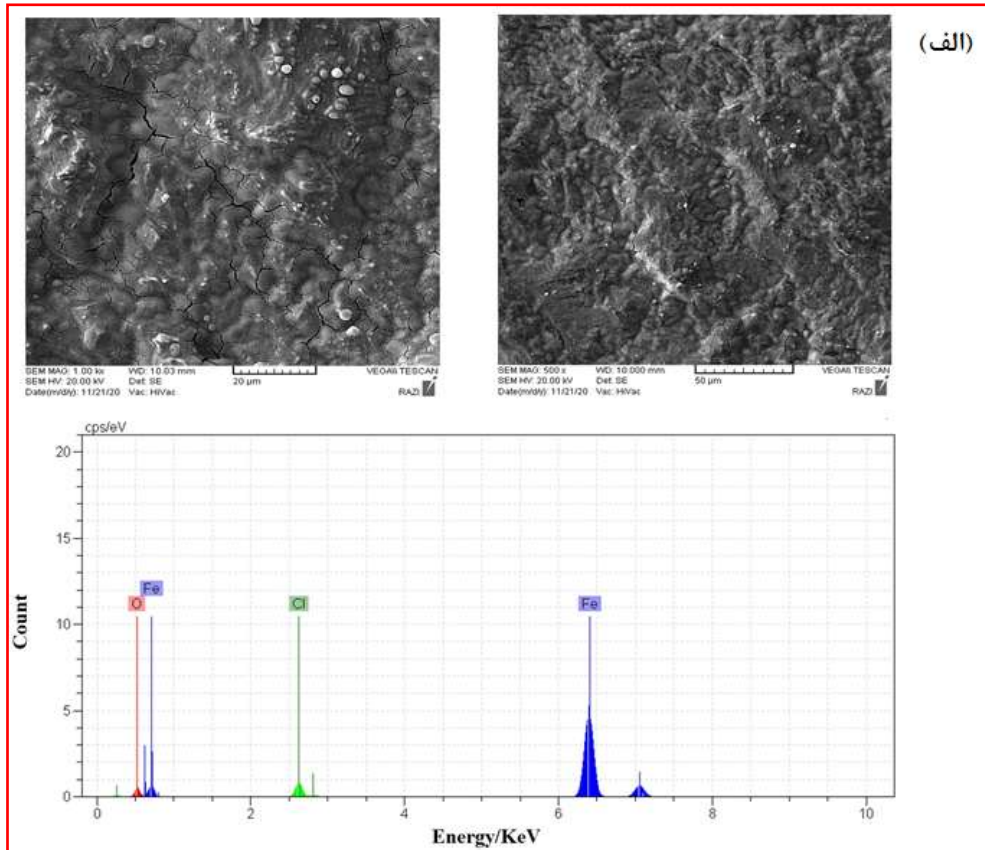 (الف)
SEM MAG: 1.00 kx WD: 10.03 mm VEGA\\ TESCAN
SEM HV: 20.00 kV Det: SE 20 µm
Date(m/d/y): 11/21/20 Vac: HiVac RAZI
SEM MAG: 500 x WD: 10.000 mm VEGA\\ TESCAN
SEM HV: 20.00 kV Det: SE 50 µm
Date(m/d/y): 11/21/20 Vac: HiVac RAZI
cps/eV
20
15
10
5
0
Fe
O
Cl
Fe
Count
0 2 4 6 8 10
Energy/KeV